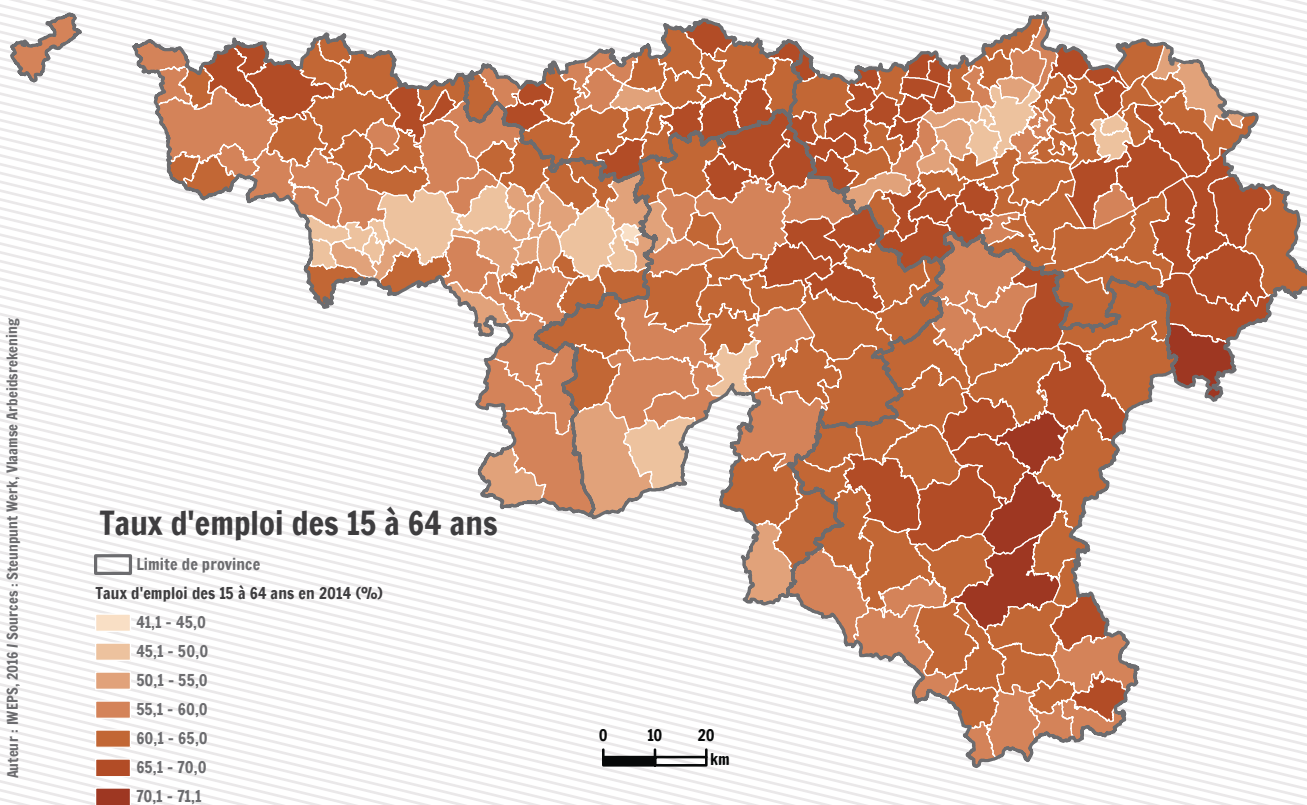 Taux d'emploi des 15 à 64 ans
Limite de province
Taux d'emploi des 15 à 64 ans en 2014 (%)
41,1 - 45,0
45,1 - 50,0
50,1 - 55,0
55,1 - 60,0
60,1 - 65,0
65,1 - 70,0
70,1 - 71,1
0 10 20
km
Auteur : IWEPS, 2016 / Sources : Steunpunt Werk, Vlaamse Arbeidsrekening